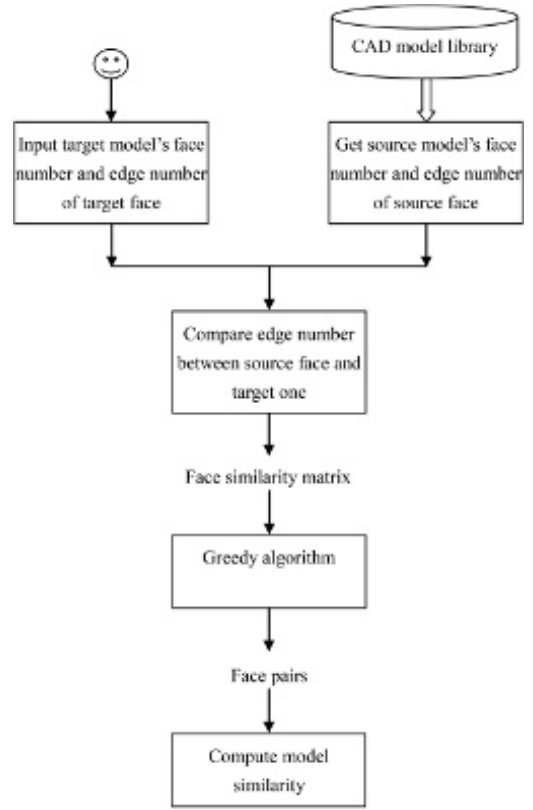 CAD model library
Input target model's face
number and edge number
of target face
Get source model's face
number and edge number
of source face
Compare edge number
between source face and
target one
Face similarity matrix
Greedy algorithm
Face pairs
Compute model
similarity